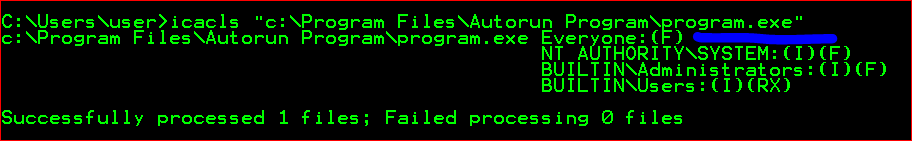 C:\Users\user>icacls "c:\Program Files\Autorun Program\program.exe"
c:\Program Files\Autorun Program\program.exe Everyone:(F)
NT AUTHORITY\SYSTEM:(I)(F)
BUILTIN\Administrators:(I)(F)
BUILTIN\Users:(I)(RX)
Successfully processed 1 files; Failed processing 0 files